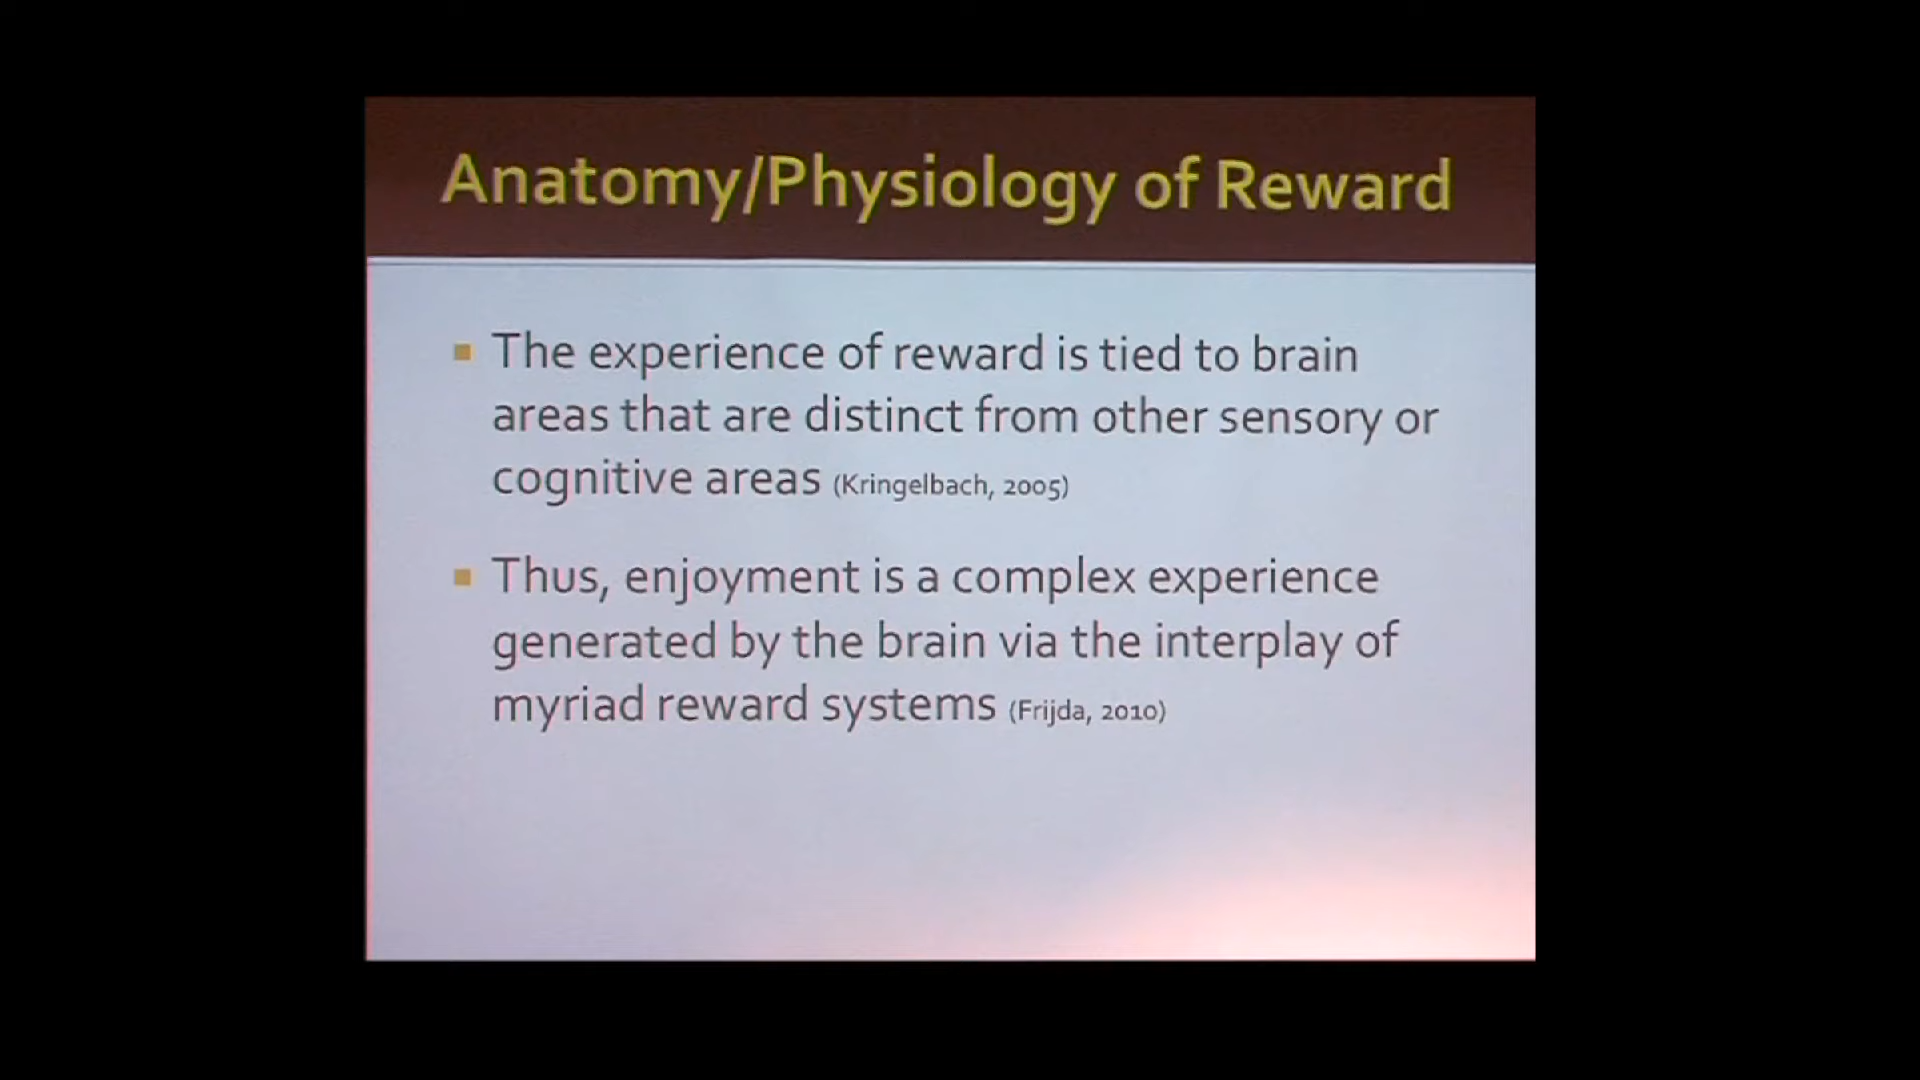 Anatomy/Physiology of Reward
▪ The experience of reward is tied to brain
areas that are distinct from other sensory or
cognitive areas (Kringelbach, 2005)
▪ Thus, enjoyment is a complex experience
generated by the brain via the interplay of
myriad reward systems (Frijda, 2010)